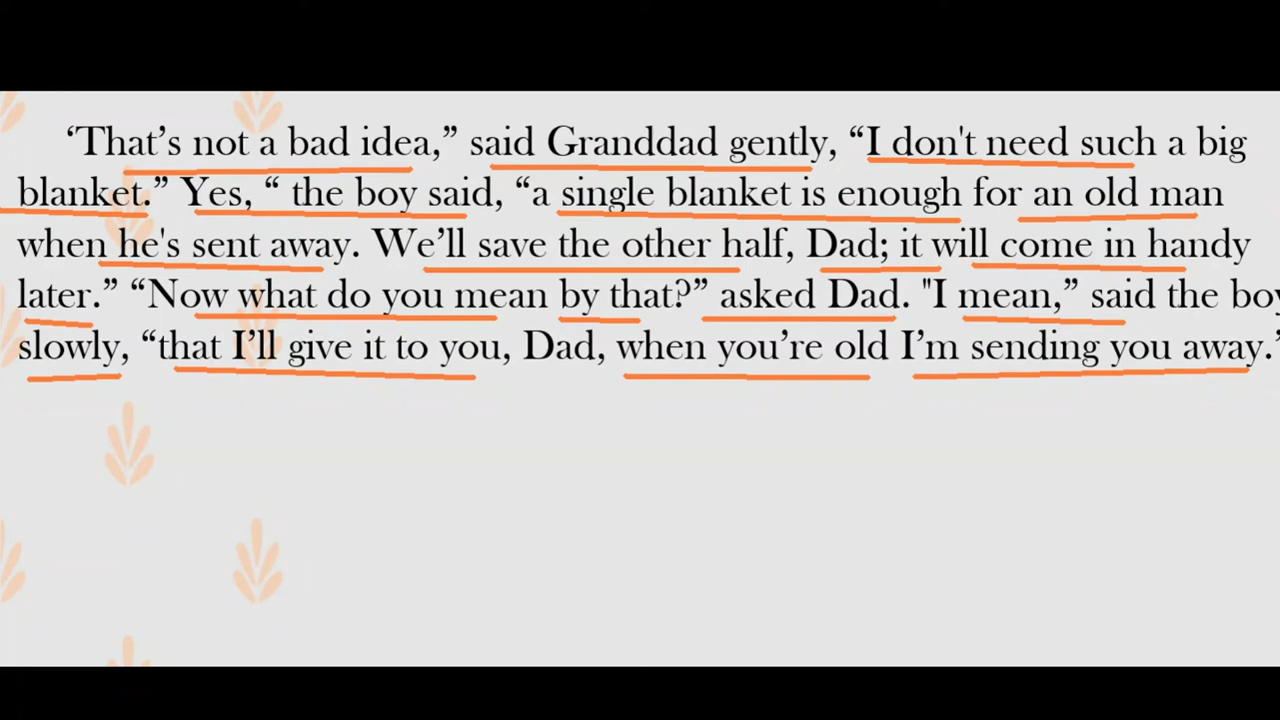 ‘That’s not a bad idea,” said Granddad gently, “I don't need such a big
blanket.” Yes, “ the boy said, “a single blanket is enough for an old man
when he's sent away. We’ll save the other half, Dad; it will come in handy
later.” “Now what do you mean by that?” asked Dad. "I mean,” said the boy
slowly, “that I’ll give it to you, Dad, when you’re old I’m sending you away.”